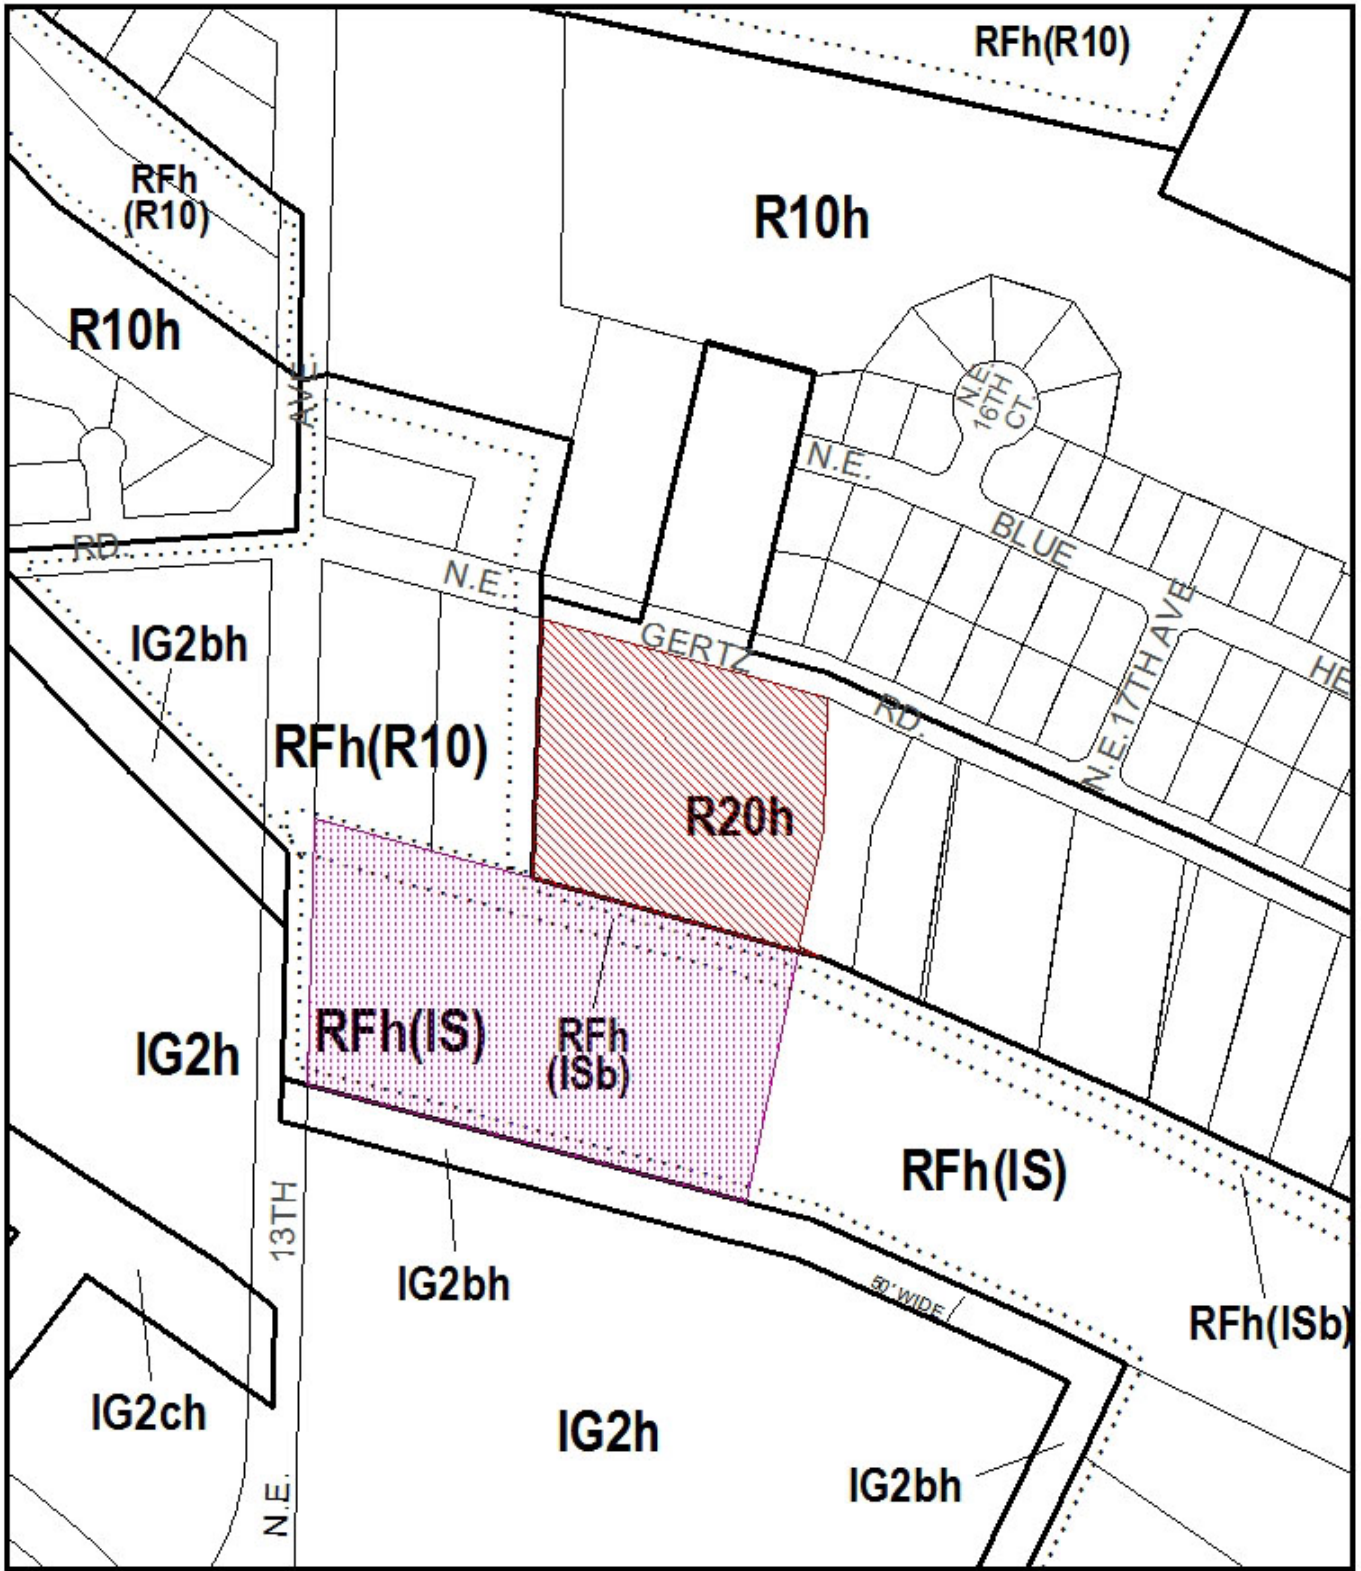 RFh(R10)
RFh
(R10)
R10h
R10h
AVE.
N.E.
16TH
CT.
N.E.
BLUE
HE
RD.
N.E.
N.E. 17TH AVE
GERTZ
RD.
IG2bh
RFh(R10)
R20h
IG2h
RFh(IS)
RFh
(ISb)
RFh(IS)
13TH
IG2bh
50' WIDE
RFh(ISb)
IG2ch
IG2h
IG2bh
N.E.